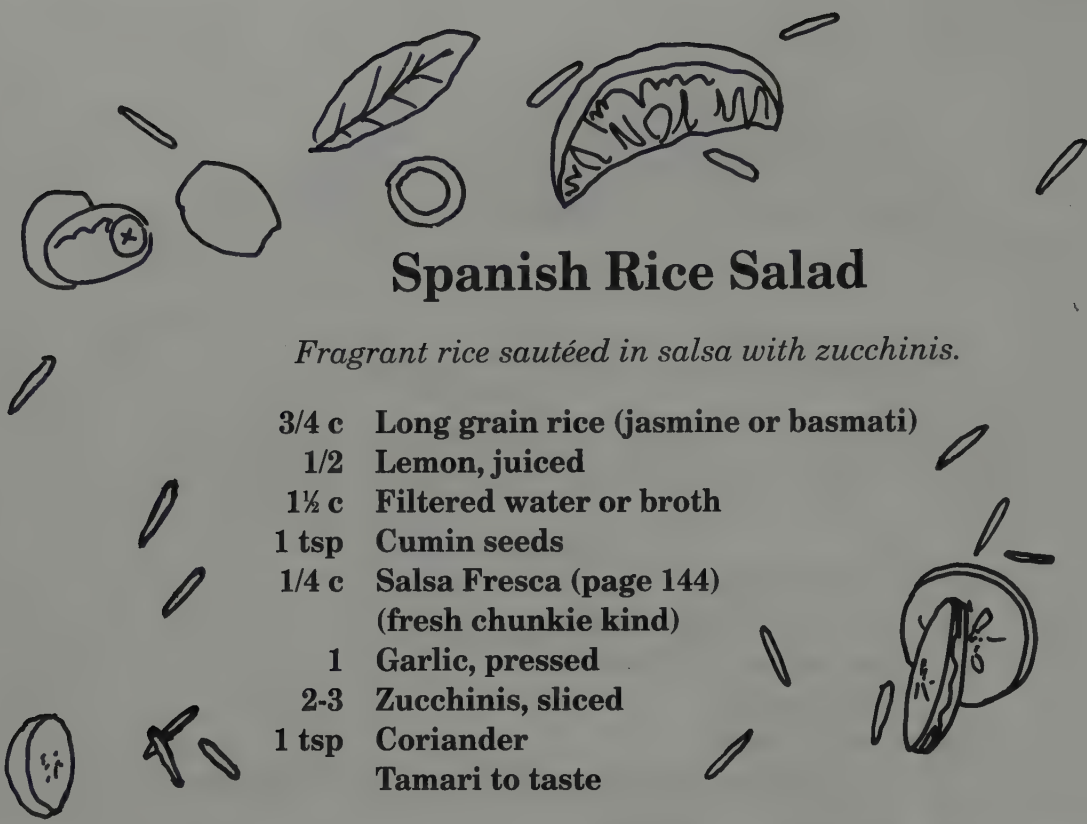 Spanish Rice Salad
Fragrant rice sautéed in salsa with zucchinis.
3/4 c Long grain rice (jasmine or basmati)
1/2 Lemon, juiced
1½ c Filtered water or broth
1 tsp Cumin seeds
1/4 c Salsa Fresca (page 144)
(fresh chunkie kind)
1 Garlic, pressed
2-3 Zucchinis, sliced
1 tsp Coriander
Tamari to taste